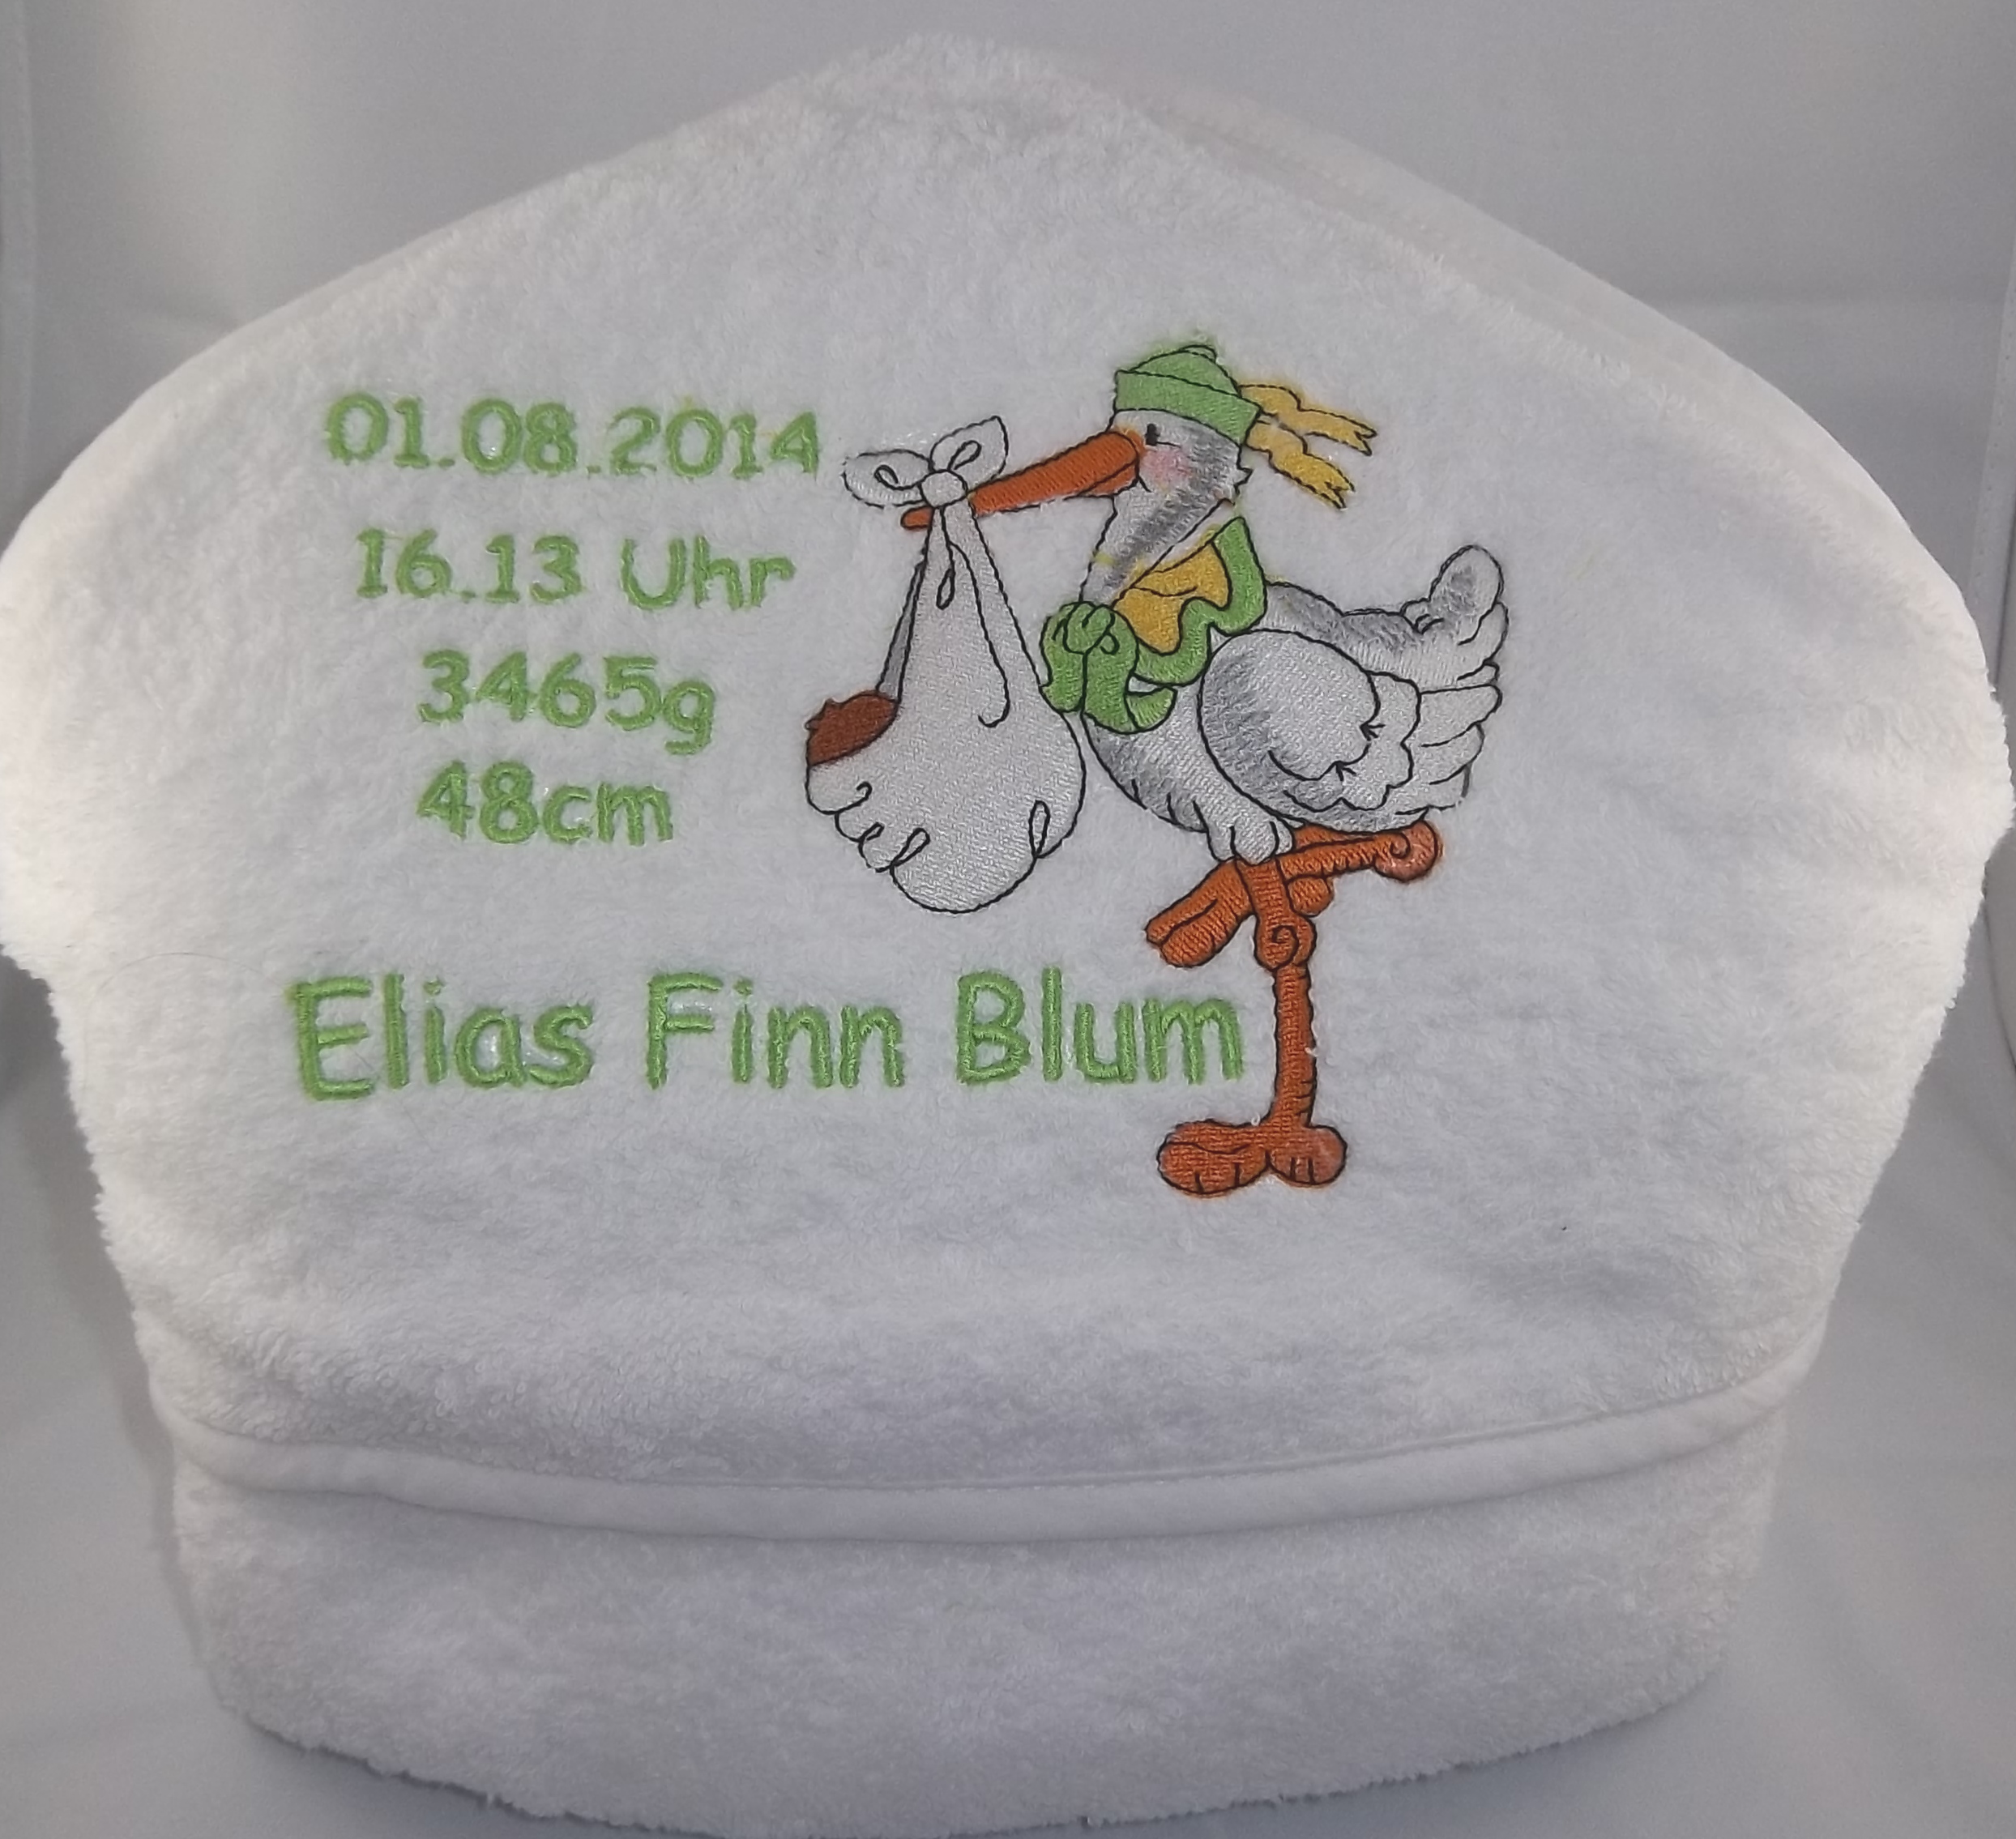 01.08.2014
16.13 Uhr
3465g
48cm
Elias Finn Blum